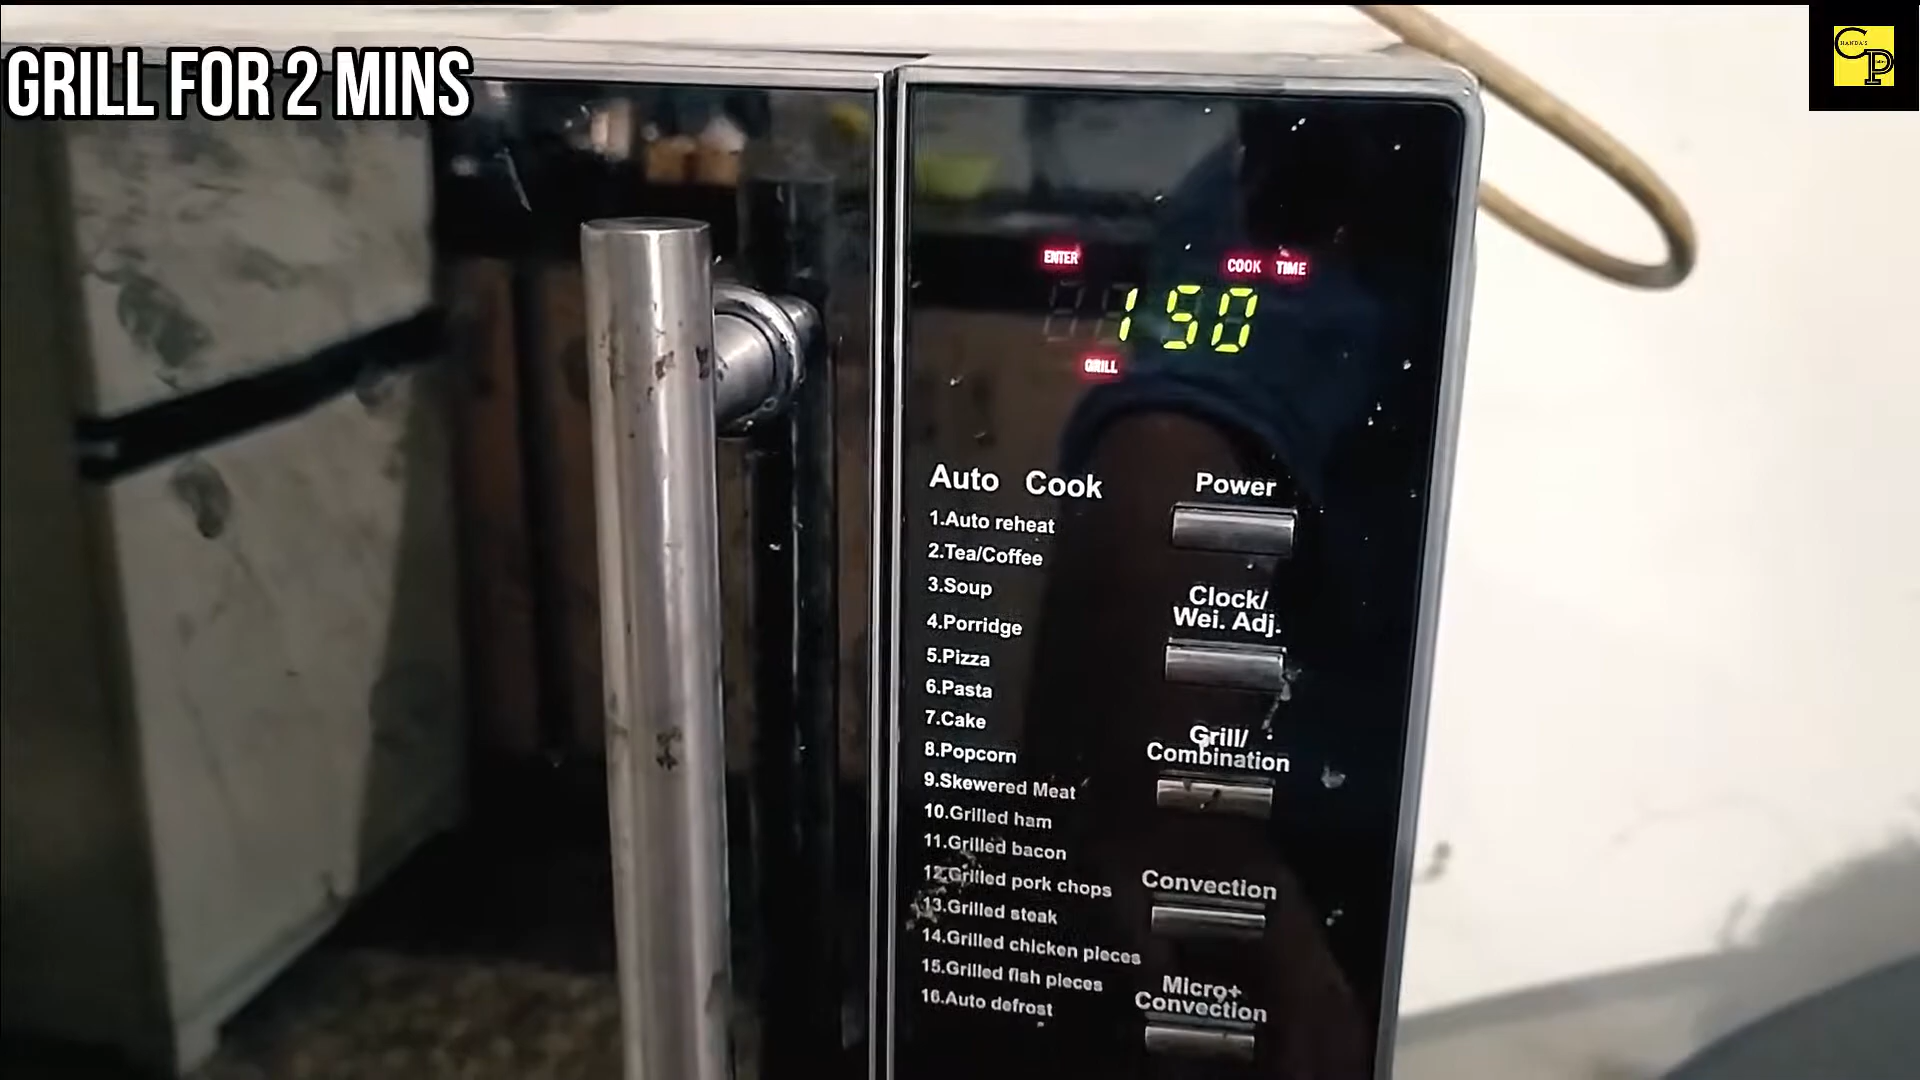 GRILL FOR 2 MINS
CHANDA'S
CP
ENTER
COOK TIME
150
GRILL
Auto Cook
1.Auto reheat
2.Tea/Coffee
3.Soup
4.Porridge
5.Pizza
6.Pasta
7.Cake
8.Popcorn
9.Skewered Meat
10.Grilled ham
11.Grilled bacon
12.Grilled pork chops
13.Grilled steak
14.Grilled chicken pieces
15.Grilled fish pieces
16.Auto defrost
Power
Clock/
Wei. Adj.
Grill/
Combination
Convection
Micro+
Convection